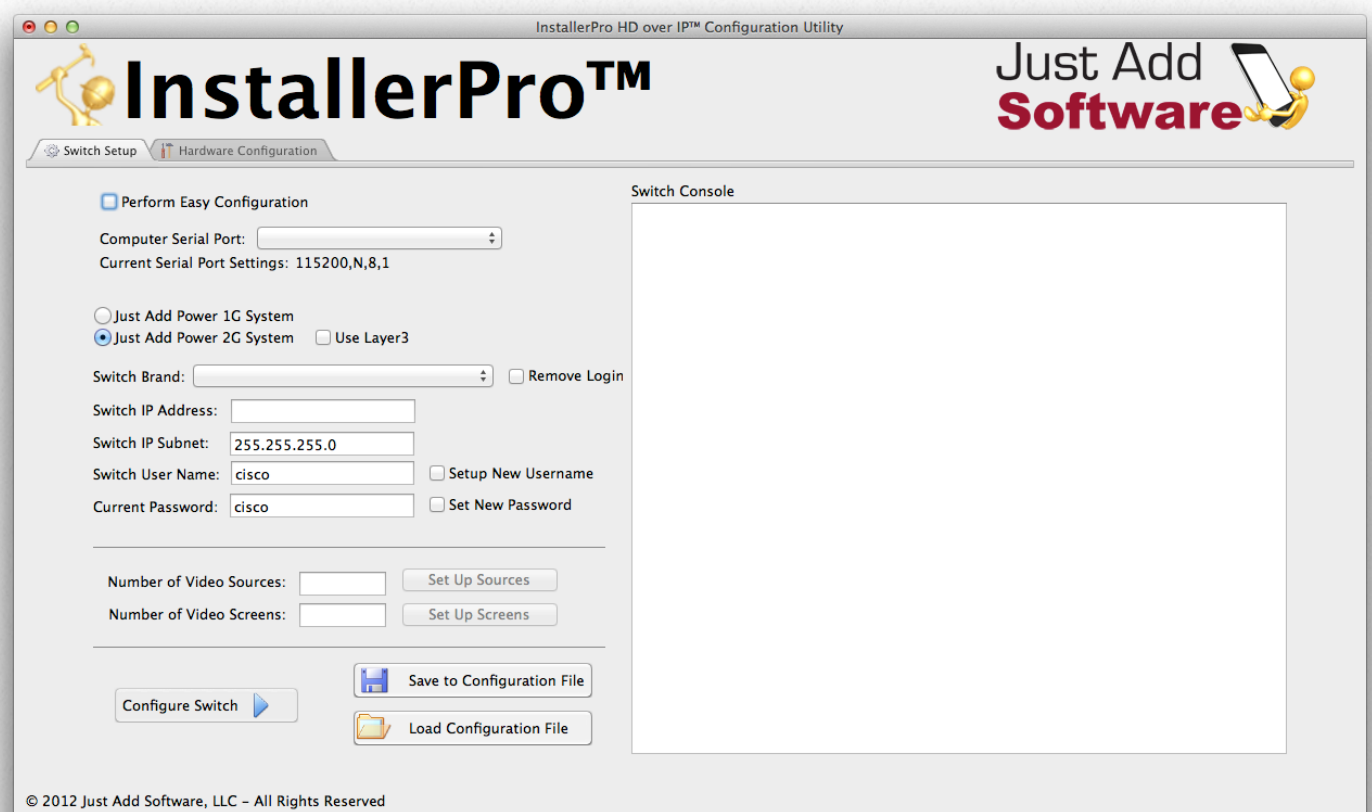 InstallerPro HD over IP™ Configuration Utility
InstallerPro™
Just Add
Software
Switch Setup
Hardware Configuration
Perform Easy Configuration
Computer Serial Port:
Current Serial Port Settings: 115200,N,8,1
Just Add Power 1G System
Just Add Power 2G System
Use Layer3
Switch Brand:
Remove Login
Switch IP Address:
Switch IP Subnet: 255.255.255.0
Switch User Name: cisco
Setup New Username
Current Password: cisco
Set New Password
Number of Video Sources:
Set Up Sources
Number of Video Screens:
Set Up Screens
Configure Switch
Save to Configuration File
Load Configuration File
Switch Console
© 2012 Just Add Software, LLC – All Rights Reserved